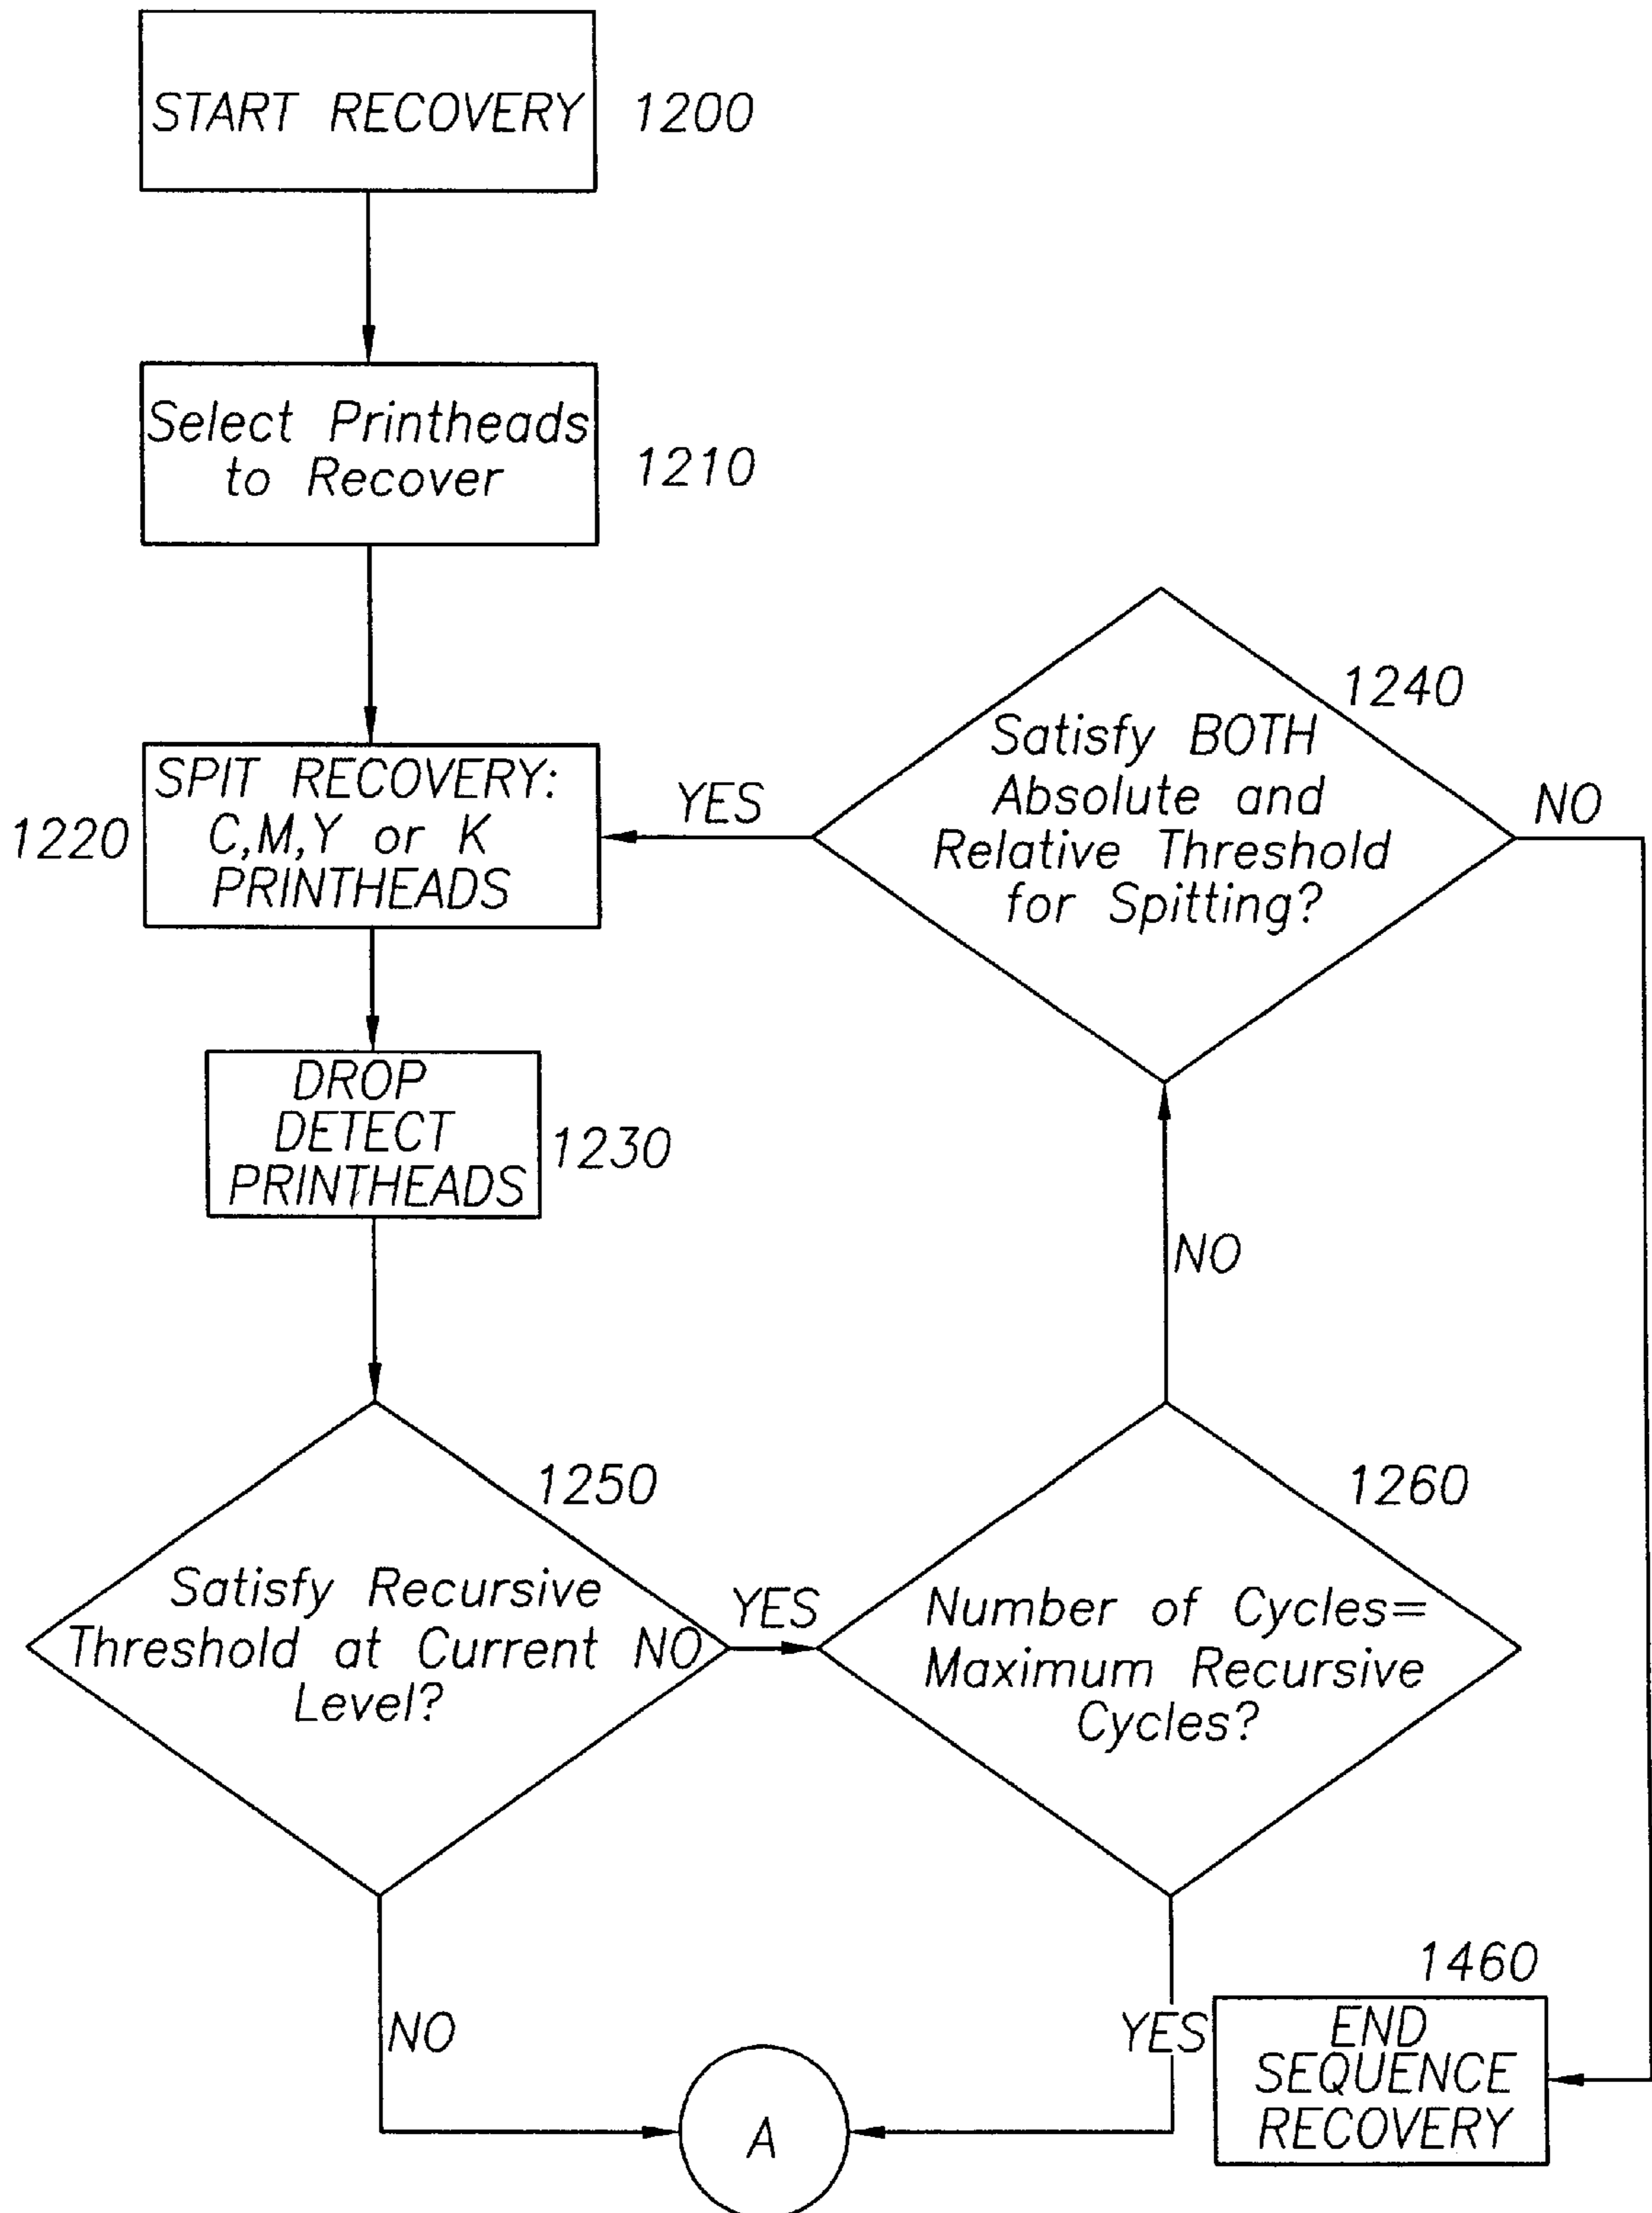 START RECOVERY
1200
Select Printheads
to Recover
1210
SPIT RECOVERY:
C,M,Y or K
PRINTHEADS
1220
YES
1240
Satisfy BOTH
Absolute and
Relative Threshold
for Spitting?
NO
DROP
DETECT
PRINTHEADS
1230
NO
1250
Satisfy Recursive
Threshold at Current NO
Level?
YES
1260
Number of Cycles=
Maximum Recursive
Cycles?
NO
YES
A
1460
END
SEQUENCE
RECOVERY